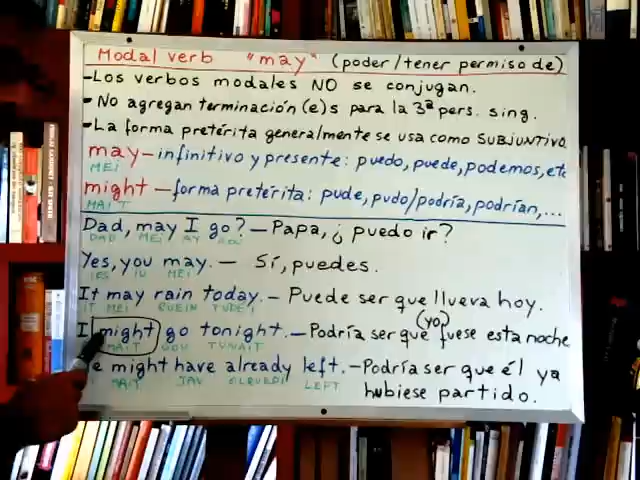 Modal verb "may" (poder/tener permiso de)
-Los verbos modales NO se conjugan.
-No agregan terminación (e)s para la 3ª pers. sing.
-La forma pretérita generalmente se usa como SUBJUNTIVO
may-infinitivo y presente: puedo, puede, podemos, etc
MEI
might-forma pretérita: pude, pudo/podría, podrían,...
MAIT
Dad, may I go?-Papa, ¿puedo ir?
DAD MEI AY GOU
Yes, you may.- Sí, puedes.
IES IU MEI
It may rain today.-Puede ser que llueva hoy.
IT MEI RUEIN TUDEI
(yo)
I might go tonight.-Podría ser que fuese esta noche
MAIT GOU TUNAIT
e might have already left.-Podría ser que él ya
MAIT JAV OLRUEDI LEFT
hubiese partido.